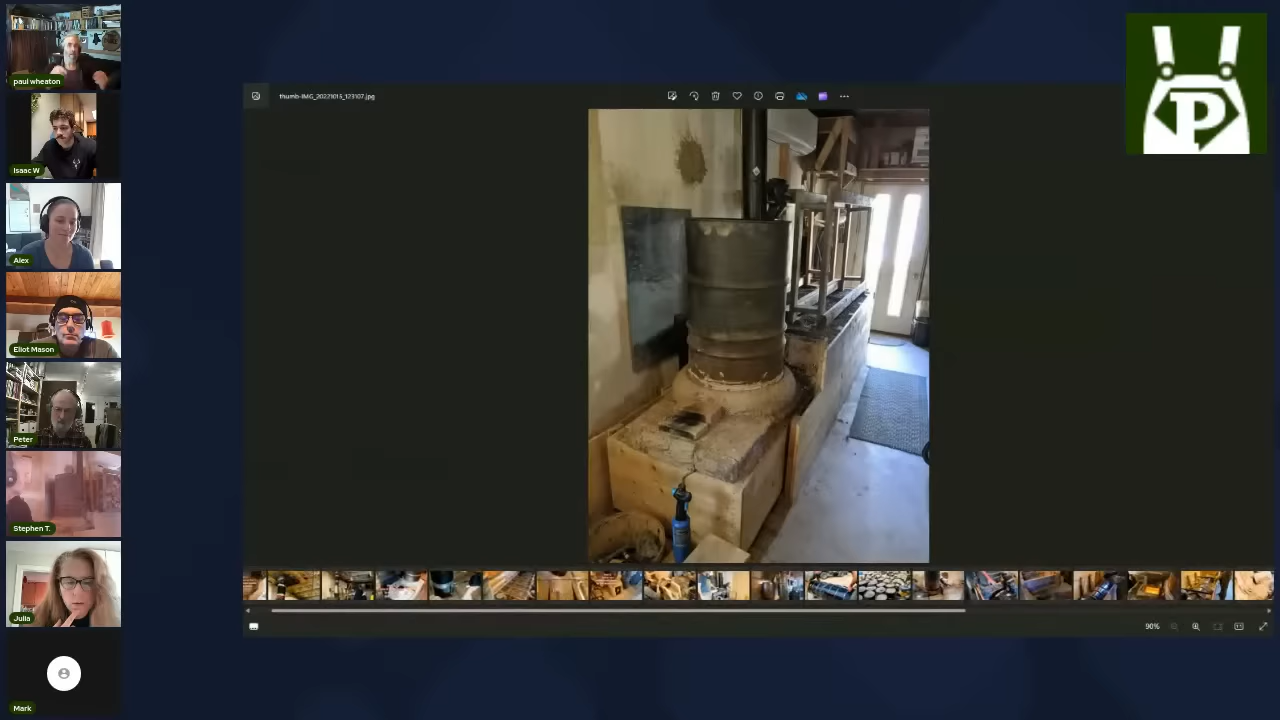 paul wheaton
Isaac W
Alex
Eliot Mason
Peter
Stephen T.
Julia
Mark
thumb-IMG_20221015_123107.jpg
90%
P